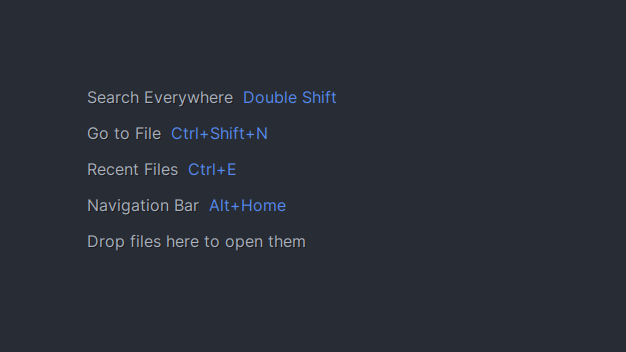 Search Everywhere Double Shift
Go to File Ctrl+Shift+N
Recent Files Ctrl+E
Navigation Bar Alt+Home
Drop files here to open them